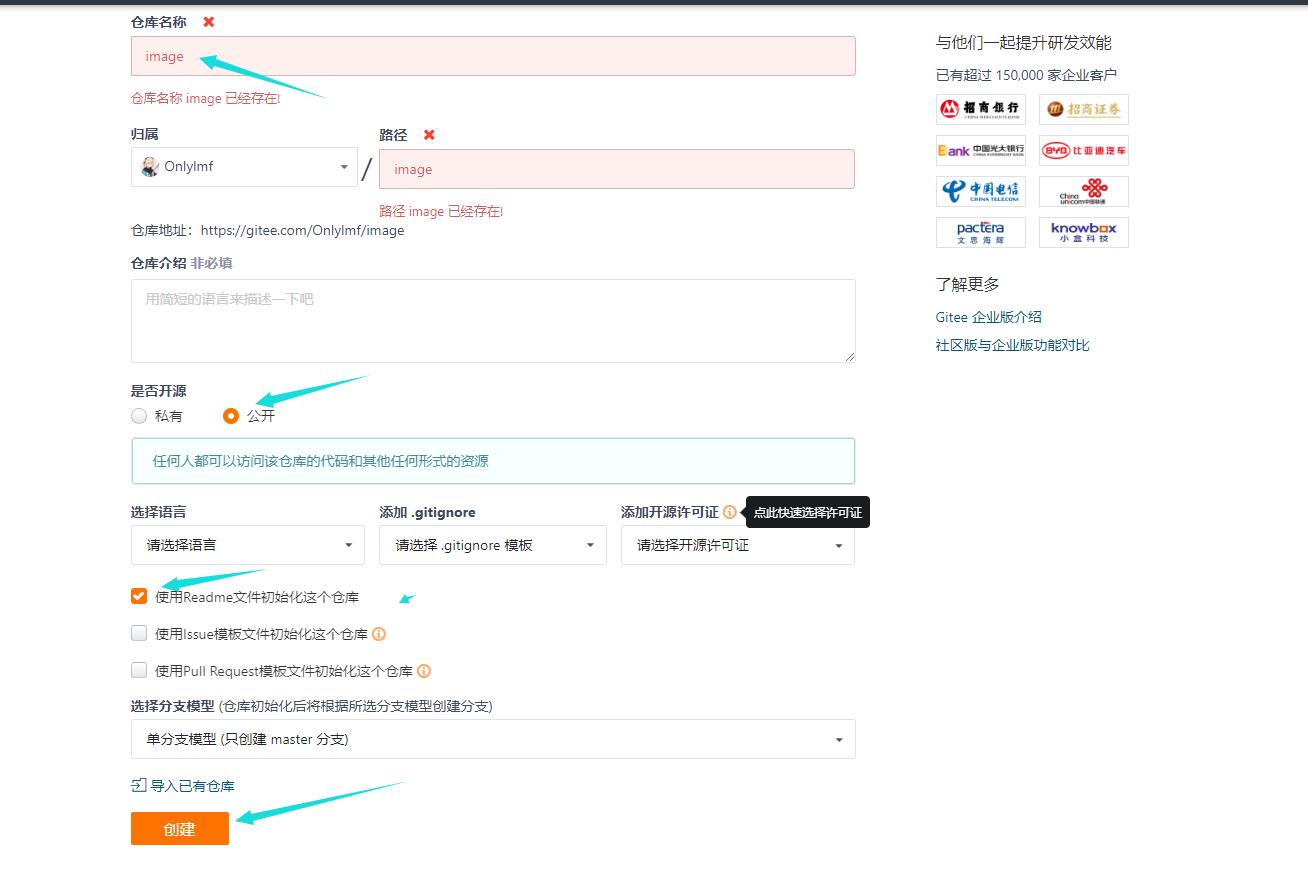 仓库名称
image
仓库名称 image 已经存在!
归属
路径
Onlylmf
/
image
路径 image 已经存在!
仓库地址：https://gitee.com/Onlylmf/image
仓库介绍 非必填
用简短的语言来描述一下吧
是否开源
私有
公开
任何人都可以访问该仓库的代码和其他任何形式的资源
选择语言
添加 .gitignore
添加开源许可证
点此快速选择许可证
请选择语言
请选择 .gitignore 模板
请选择开源许可证
使用Readme文件初始化这个仓库
使用Issue模板文件初始化这个仓库
使用Pull Request模板文件初始化这个仓库
选择分支模型 (仓库初始化后将根据所选分支模型创建分支)
单分支模型 (只创建 master 分支)
导入已有仓库
创建
与他们一起提升研发效能
已有超过 150,000 家企业客户
招商银行
CHINA MERCHANTS BANK
招商证券
Bank 中国光大银行
CHINA EVERBRIGHT BANK
BYD 比亚迪汽车
中国电信
CHINA TELECOM
China
unicom中国联通
pactera
文思海辉
knowbox
小盒科技
了解更多
Gitee 企业版介绍
社区版与企业版功能对比